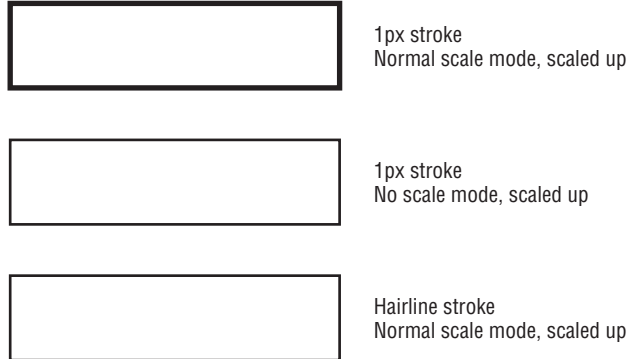 1px stroke
Normal scale mode, scaled up
1px stroke
No scale mode, scaled up
Hairline stroke
Normal scale mode, scaled up